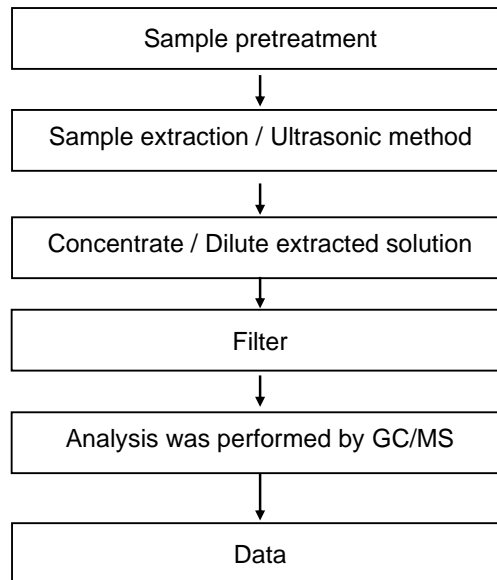 Sample pretreatment
Sample extraction / Ultrasonic method
Concentrate / Dilute extracted solution
Filter
Analysis was performed by GC/MS
Data